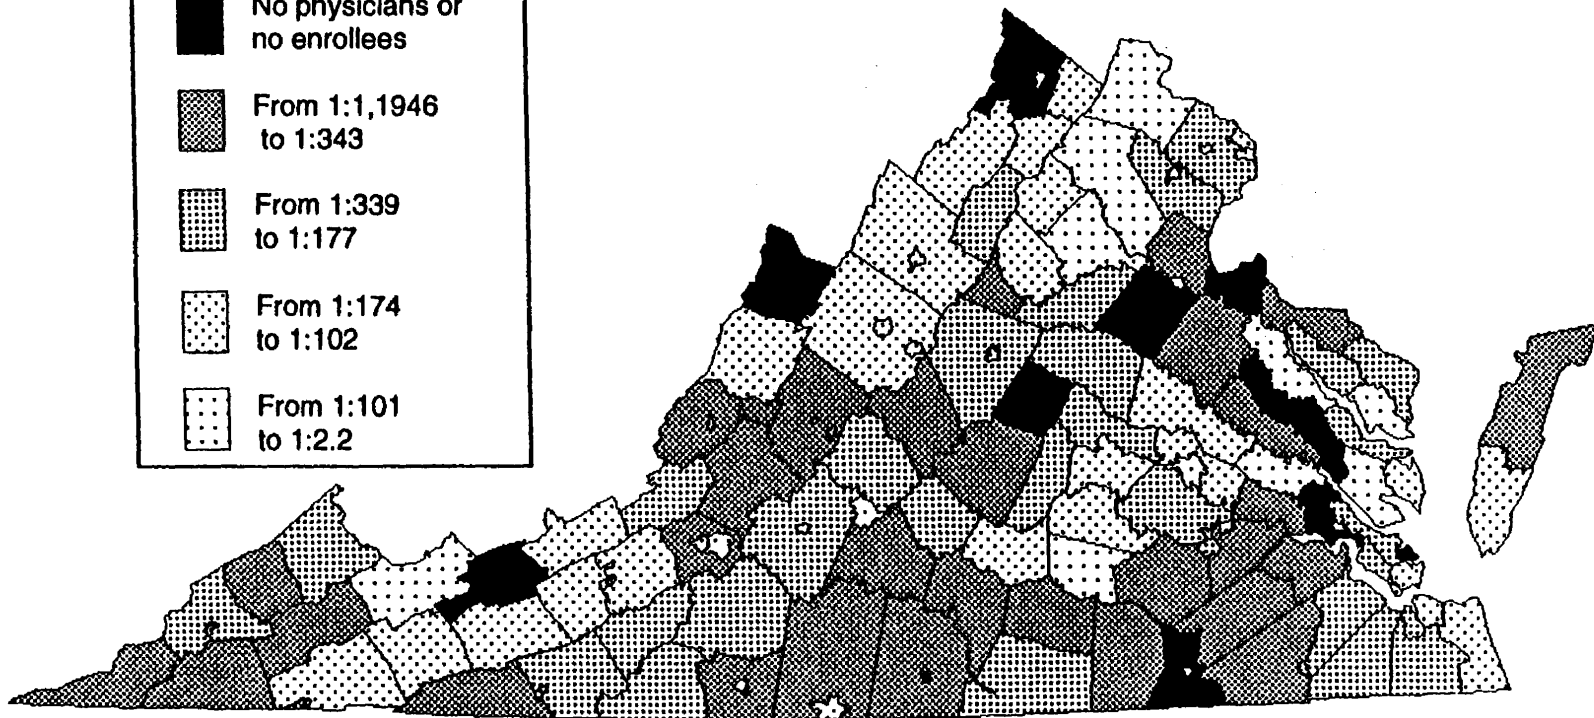 No physicians or
no enrollees
From 1:1,1946
to 1:343
From 1:339
to 1:177
From 1:174
to 1:102
From 1:101
to 1:2.2